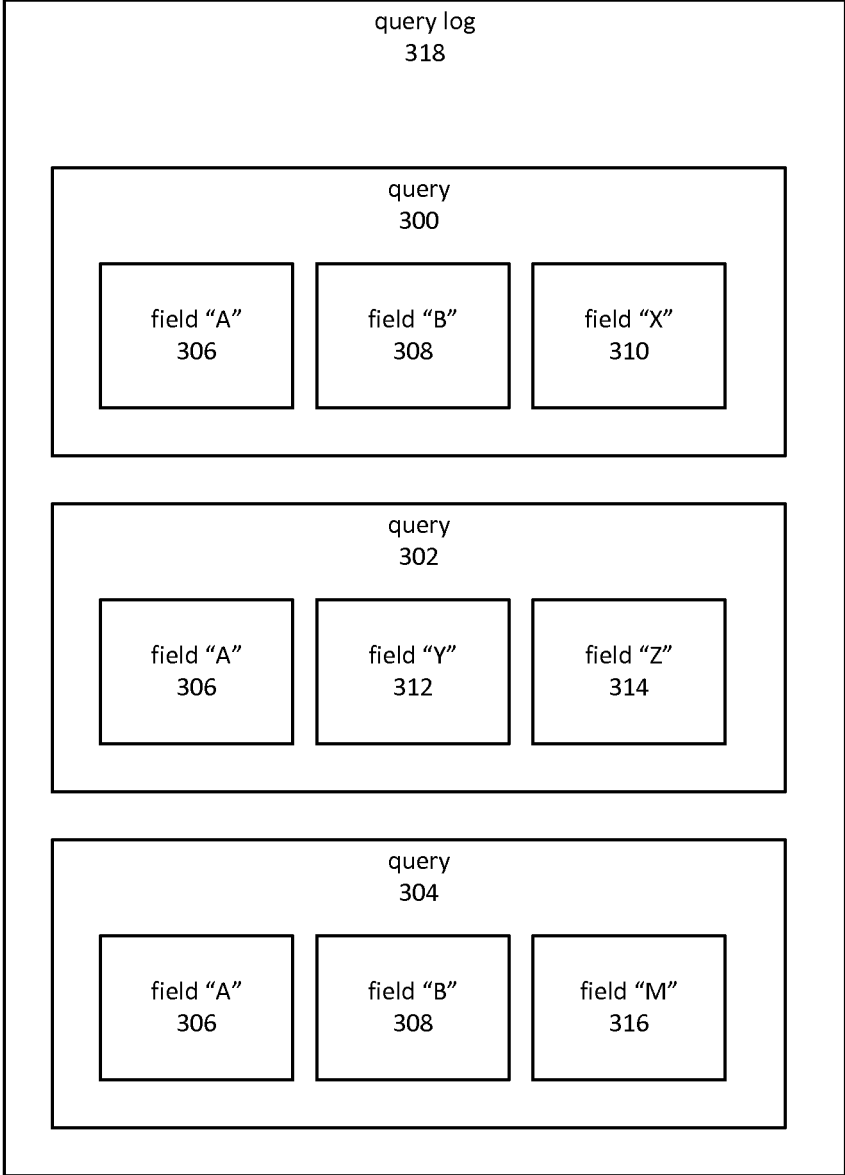 query log
318
query
300
field “A”
306
field “B”
308
field “X”
310
query
302
field “A”
306
field “Y”
312
field “Z”
314
query
304
field “A”
306
field “B”
308
field “M”
316